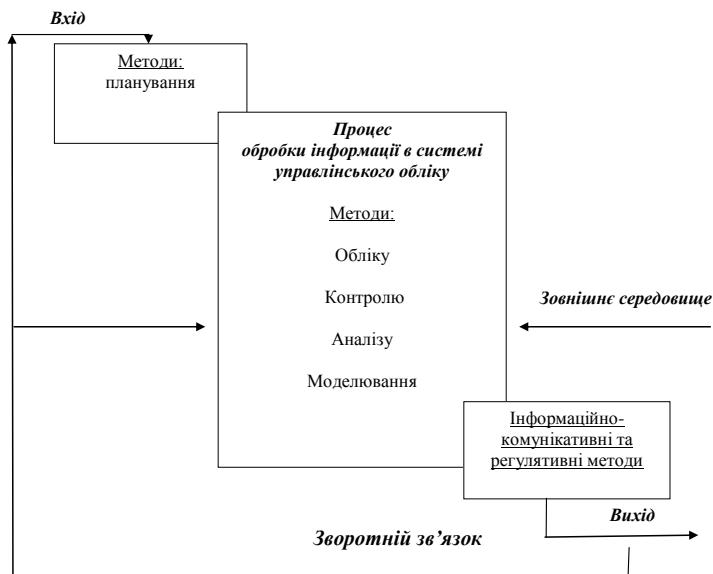 Вхід
Методи:
планування
Процес
обробки інформації в системі
управлінського обліку
Методи:
Обліку
Контролю
Аналізу
Моделювання
Зовнішнє середовище
Інформаційно-
комунікативні та
регулятивні методи
Вихід
Зворотній зв’язок